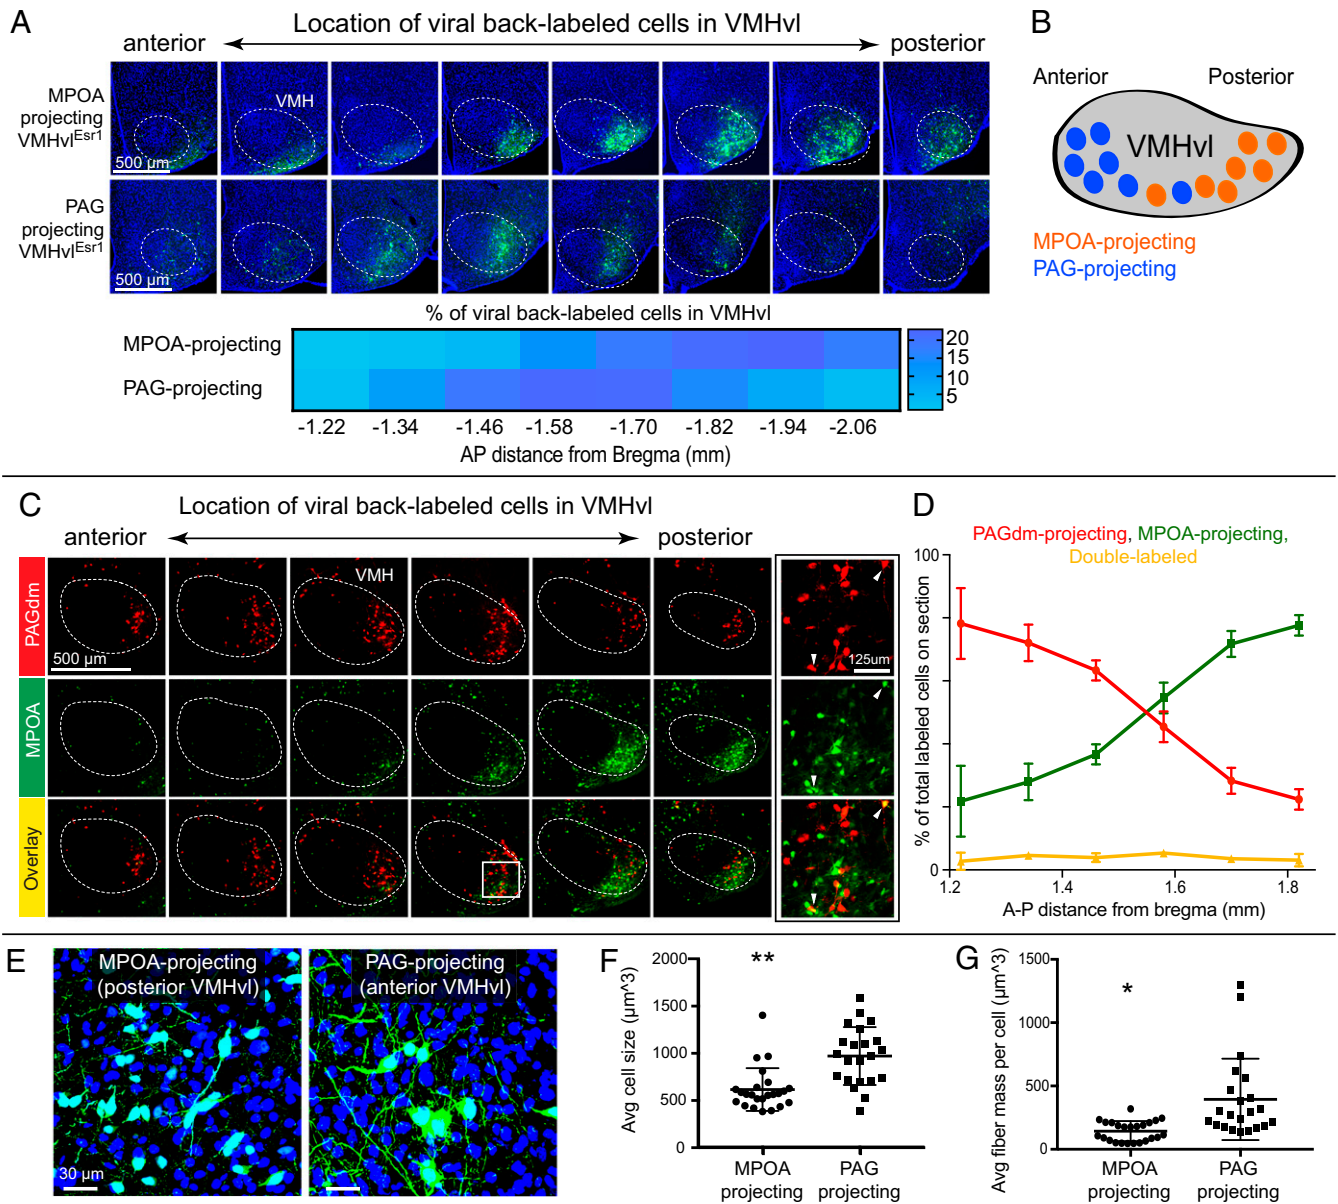 A
Location of viral back-labeled cells in VMHvl
anterior
posterior
MPOA
projecting
VMHvl^Esr1
VMH
500 µm
PAG
projecting
VMHvl^Esr1
500 µm
% of viral back-labeled cells in VMHvl
MPOA-projecting
PAG-projecting
20
15
10
5
-1.22 -1.34 -1.46 -1.58 -1.70 -1.82 -1.94 -2.06
AP distance from Bregma (mm)
B
Anterior
Posterior
VMHvl
MPOA-projecting
PAG-projecting
C
Location of viral back-labeled cells in VMHvl
anterior
posterior
PAGdm
VMH
500 µm
125um
MPOA
Overlay
D
PAGdm-projecting, MPOA-projecting,
Double-labeled
% of total labeled cells on section
100
0
1.2 1.4 1.6 1.8
A-P distance from bregma (mm)
E
MPOA-projecting
(posterior VMHvl)
30 µm
PAG-projecting
(anterior VMHvl)
F
Avg cell size (µm^3)
2000
1500
1000
500
0
**
MPOA
projecting
PAG
projecting
G
Avg fiber mass per cell (µm^3)
1500
1000
500
0
*
MPOA
projecting
PAG
projecting